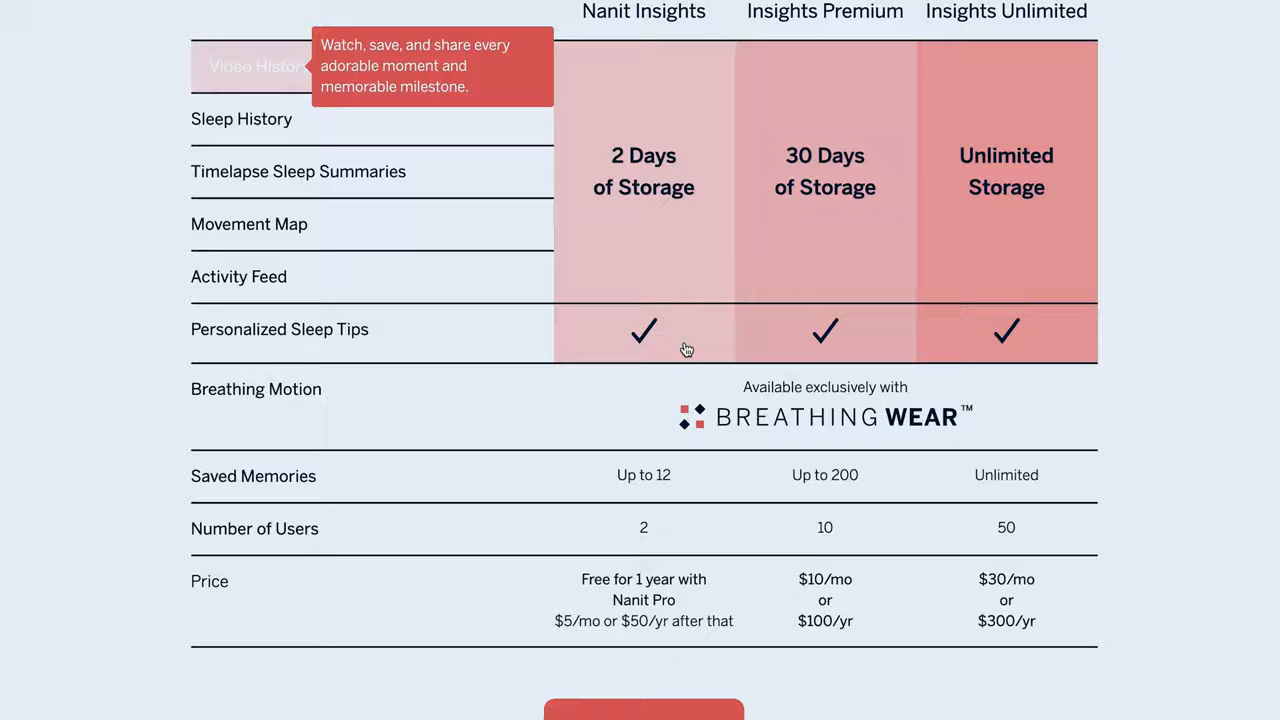 Nanit Insights Insights Premium Insights Unlimited
Video History
Watch, save, and share every
adorable moment and
memorable milestone.
Sleep History
Timelapse Sleep Summaries
Movement Map
Activity Feed
2 Days
of Storage
30 Days
of Storage
Unlimited
Storage
Personalized Sleep Tips
Breathing Motion
Available exclusively with
BREATHING WEAR™
Saved Memories Up to 12 Up to 200 Unlimited
Number of Users 2 10 50
Price
Free for 1 year with
Nanit Pro
$5/mo or $50/yr after that
$10/mo
or
$100/yr
$30/mo
or
$300/yr